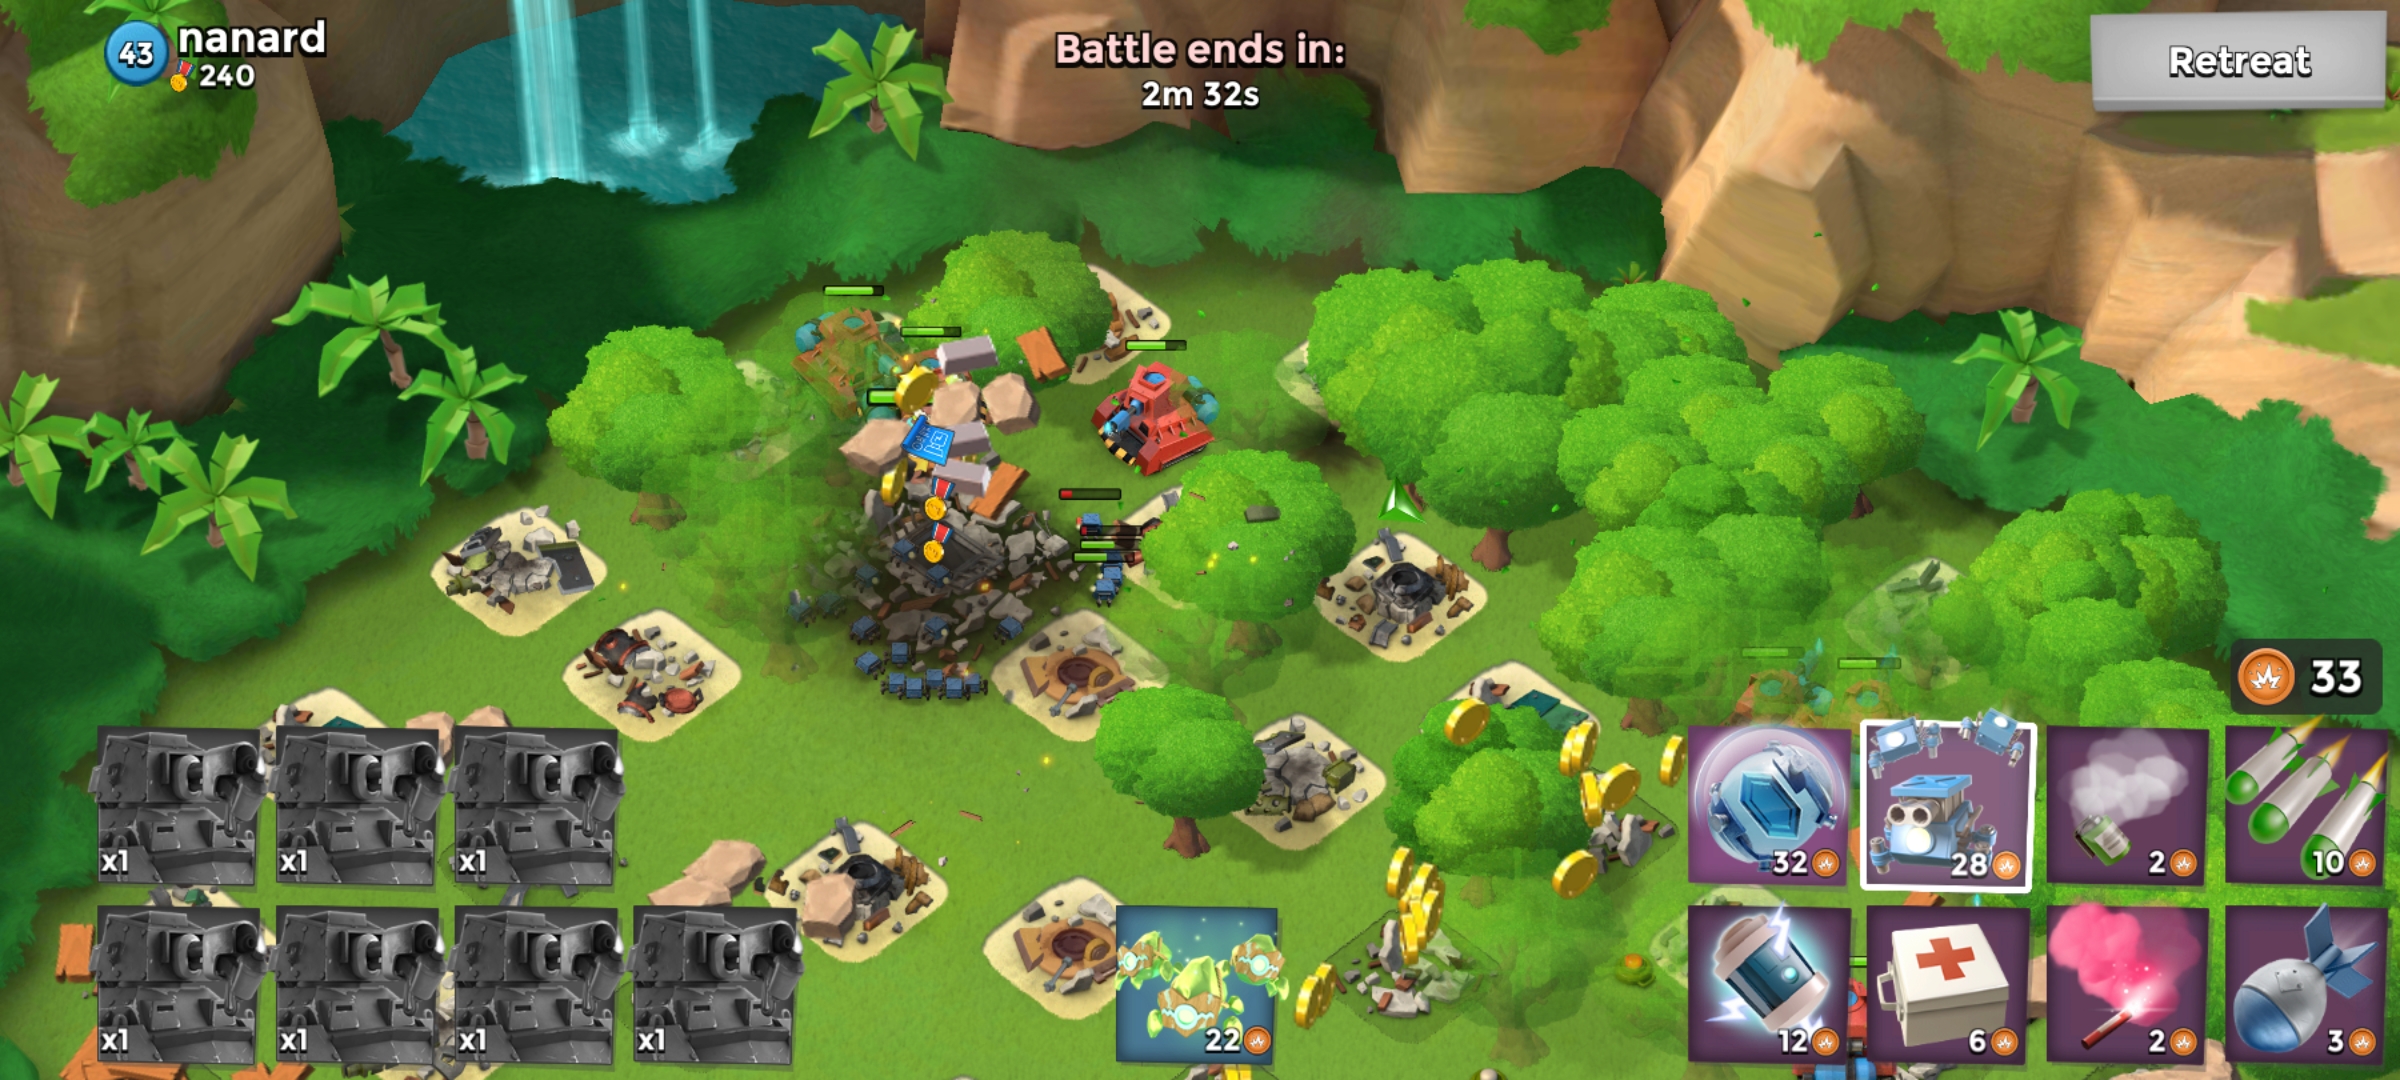 43
nanard
240
Battle ends in:
2m 32s
Retreat
33
x1
x1
x1
32
28
2
10
x1
x1
x1
x1
22
12
6
2
3